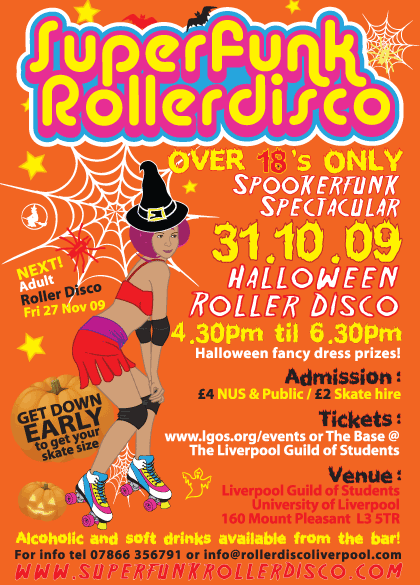 SuperFunk
Rollerdisco
OVER 18's ONLY
SPOOKERFUNK
SPECTACULAR
31.10.09
HALLOWEEN
ROLLER DISCO
4.30pm til 6.30pm
Halloween fancy dress prizes!
NEXT!
Adult
Roller Disco
Fri 27 Nov 09
Admission:
£4 NUS & Public / £2 Skate hire
Tickets:
www.lgos.org/events or The Base @
The Liverpool Guild of Students
GET DOWN
EARLY
to get your
skate size
Venue:
Liverpool Guild of Students
University of Liverpool
160 Mount Pleasant L3 5TR
Alcoholic and soft drinks available from the bar!
For info tel 07866 356791 or info@rollerdiscoliverpool.com
WWW.SUPERFUNKROLLERDISCO.COM